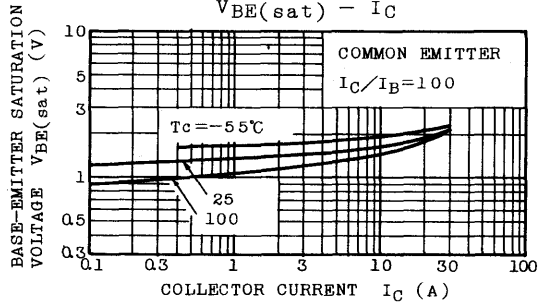 VBE(sat) – IC
COMMON EMITTER
IC/IB=100
Tc=-55℃
25
100
BASE-EMITTER SATURATION
VOLTAGE VBE(sat) (V)
10
5
3
1
0.5
0.3
0.1 0.3 1 3 10 30 100
COLLECTOR CURRENT IC (A)